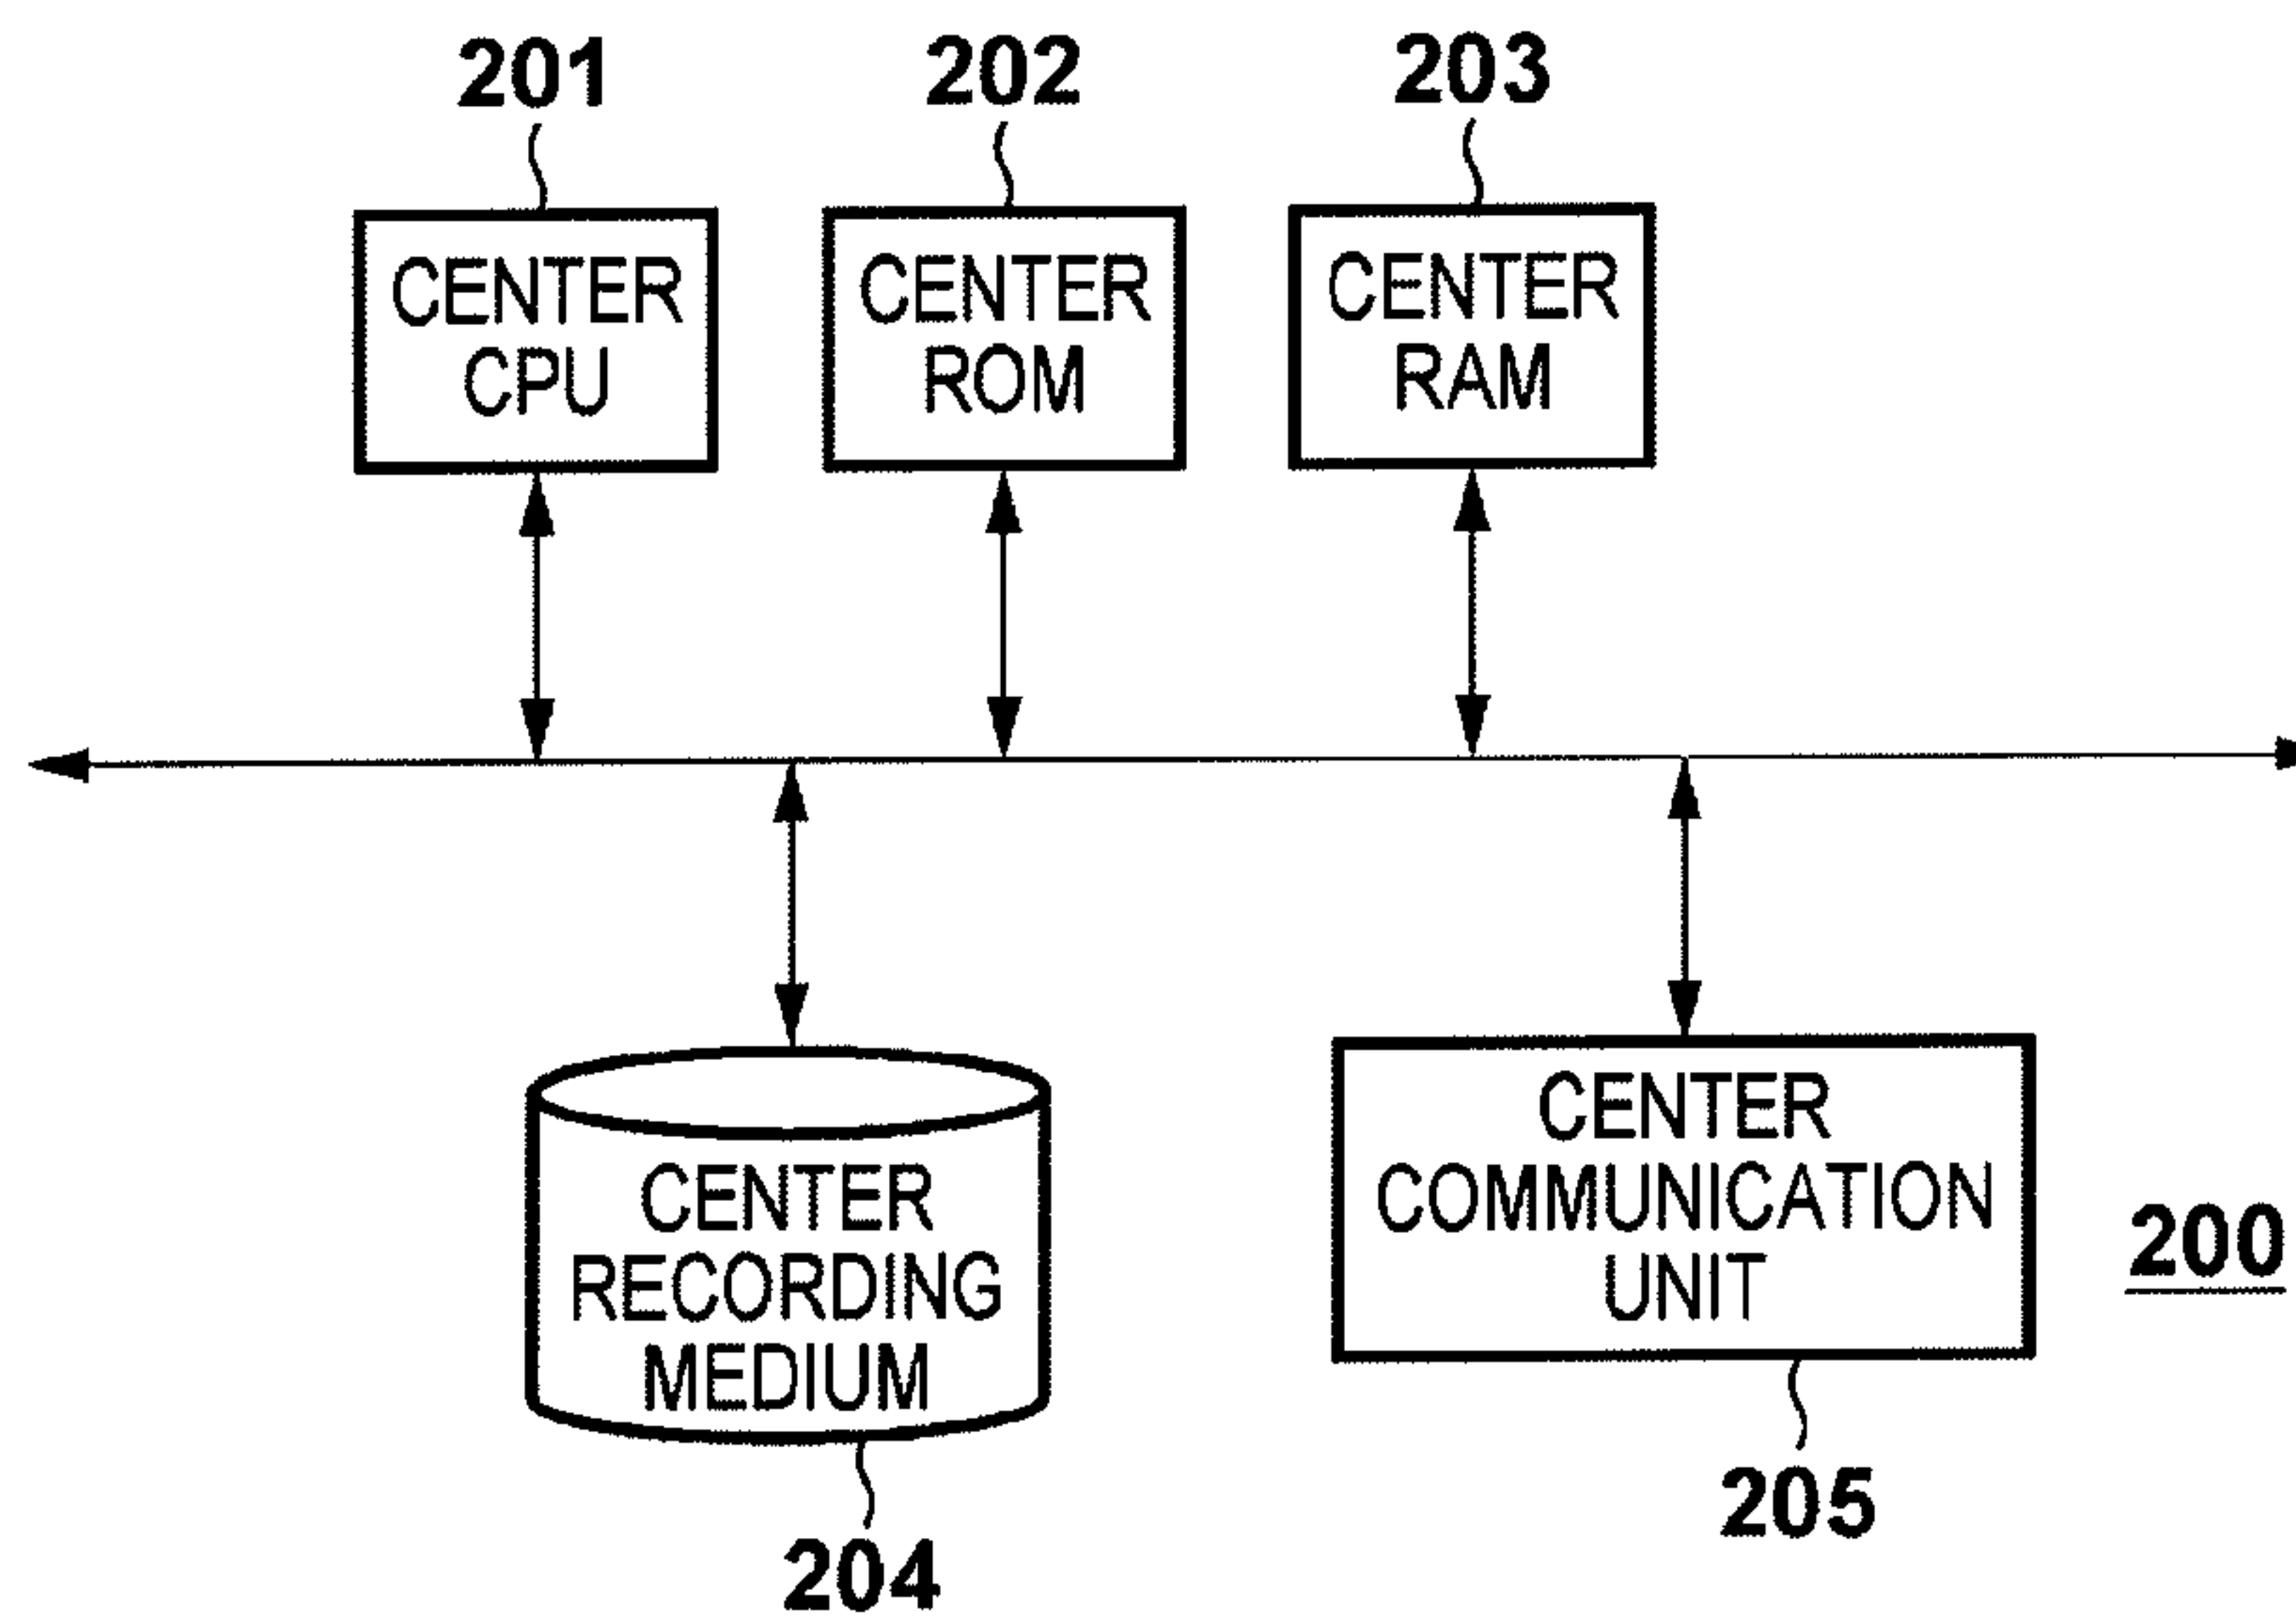 201
202
203
CENTER
CPU
CENTER
ROM
CENTER
RAM
CENTER
RECORDING
MEDIUM
CENTER
COMMUNICATION
UNIT
200
204
205